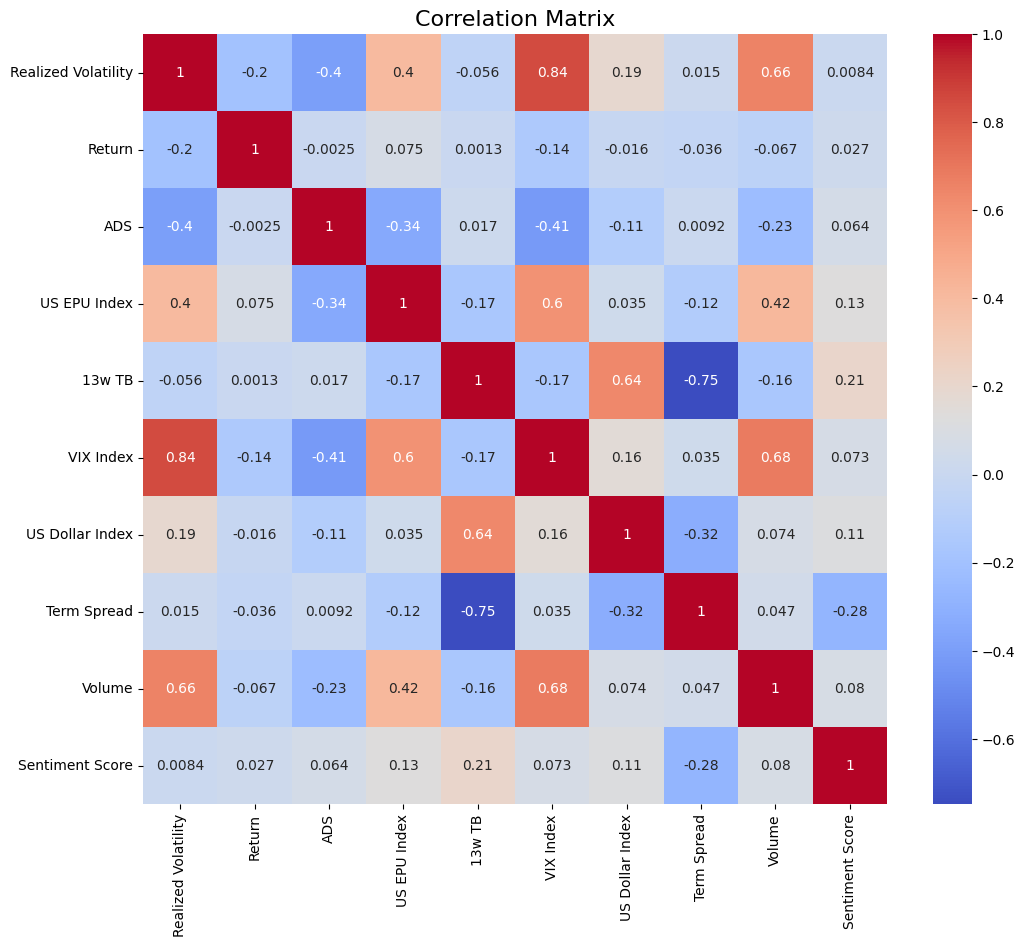 Correlation Matrix
Realized Volatility 1 -0.2 -0.4 0.4 -0.056 0.84 0.19 0.015 0.66 0.0084
Return -0.2 1 -0.0025 0.075 0.0013 -0.14 -0.016 -0.036 -0.067 0.027
ADS -0.4 -0.0025 1 -0.34 0.017 -0.41 -0.11 0.0092 -0.23 0.064
US EPU Index 0.4 0.075 -0.34 1 -0.17 0.6 0.035 -0.12 0.42 0.13
13w TB -0.056 0.0013 0.017 -0.17 1 -0.17 0.64 -0.75 -0.16 0.21
VIX Index 0.84 -0.14 -0.41 0.6 -0.17 1 0.16 0.035 0.68 0.073
US Dollar Index 0.19 -0.016 -0.11 0.035 0.64 0.16 1 -0.32 0.074 0.11
Term Spread 0.015 -0.036 0.0092 -0.12 -0.75 0.035 -0.32 1 0.047 -0.28
Volume 0.66 -0.067 -0.23 0.42 -0.16 0.68 0.074 0.047 1 0.08
Sentiment Score 0.0084 0.027 0.064 0.13 0.21 0.073 0.11 -0.28 0.08 1
Realized Volatility
Return
ADS
US EPU Index
13w TB
VIX Index
US Dollar Index
Term Spread
Volume
Sentiment Score
1.0
0.8
0.6
0.4
0.2
0.0
−0.2
−0.4
−0.6